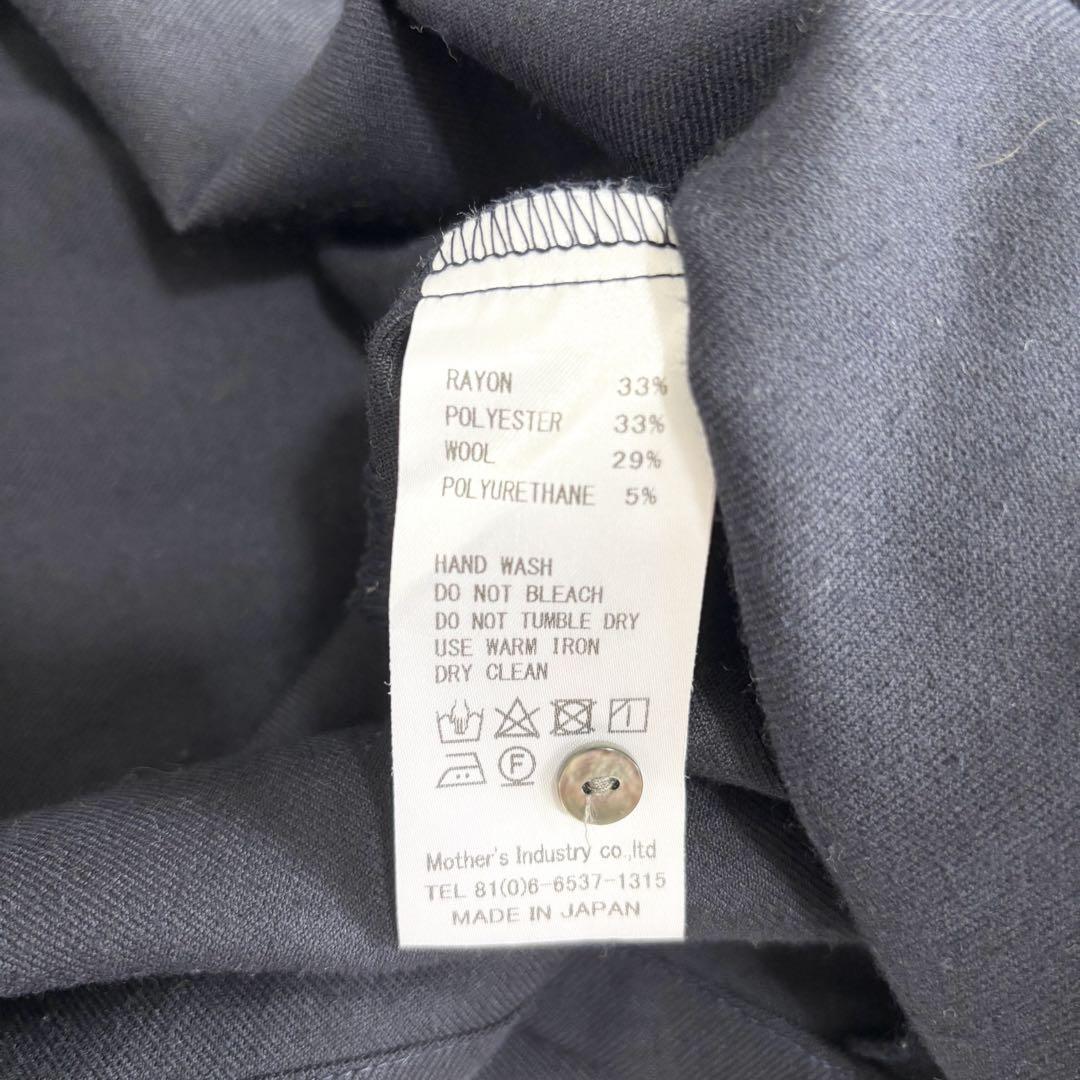 RAYON 33%
POLYESTER 33%
WOOL 29%
POLYURETHANE 5%
HAND WASH
DO NOT BLEACH
DO NOT TUMBLE DRY
USE WARM IRON
DRY CLEAN
F
Mother's Industry co.,ltd
TEL 81(0)6-6537-1315
MADE IN JAPAN